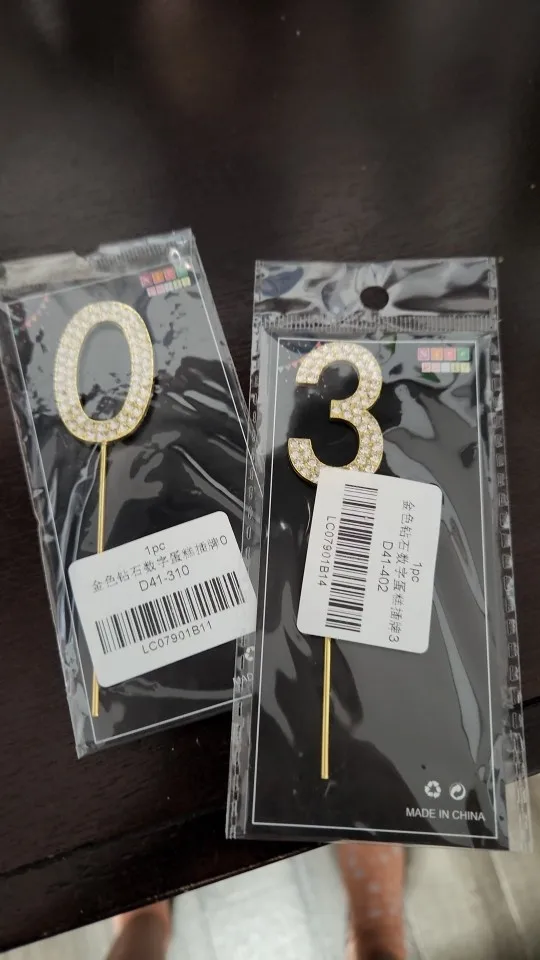 0
1pc
金色钻石数字蛋糕插牌0
D41-310
LC07901B11
3
1pc
金色钻石数字蛋糕插牌3
D41-402
LC07901B14
MADE IN CHINA